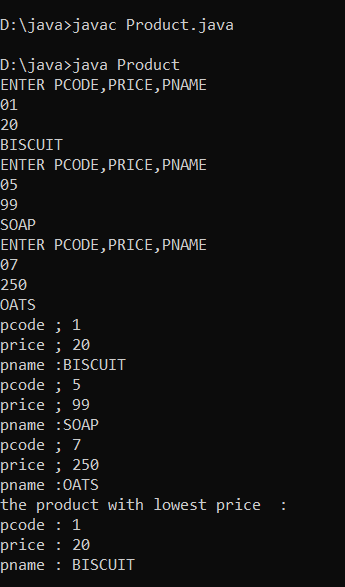 D:\java>javac Product.java
D:\java>java Product
ENTER PCODE,PRICE,PNAME
01
20
BISCUIT
ENTER PCODE,PRICE,PNAME
05
99
SOAP
ENTER PCODE,PRICE,PNAME
07
250
OATS
pcode ; 1
price ; 20
pname :BISCUIT
pcode ; 5
price ; 99
pname :SOAP
pcode ; 7
price ; 250
pname :OATS
the product with lowest price  :
pcode : 1
price : 20
pname : BISCUIT